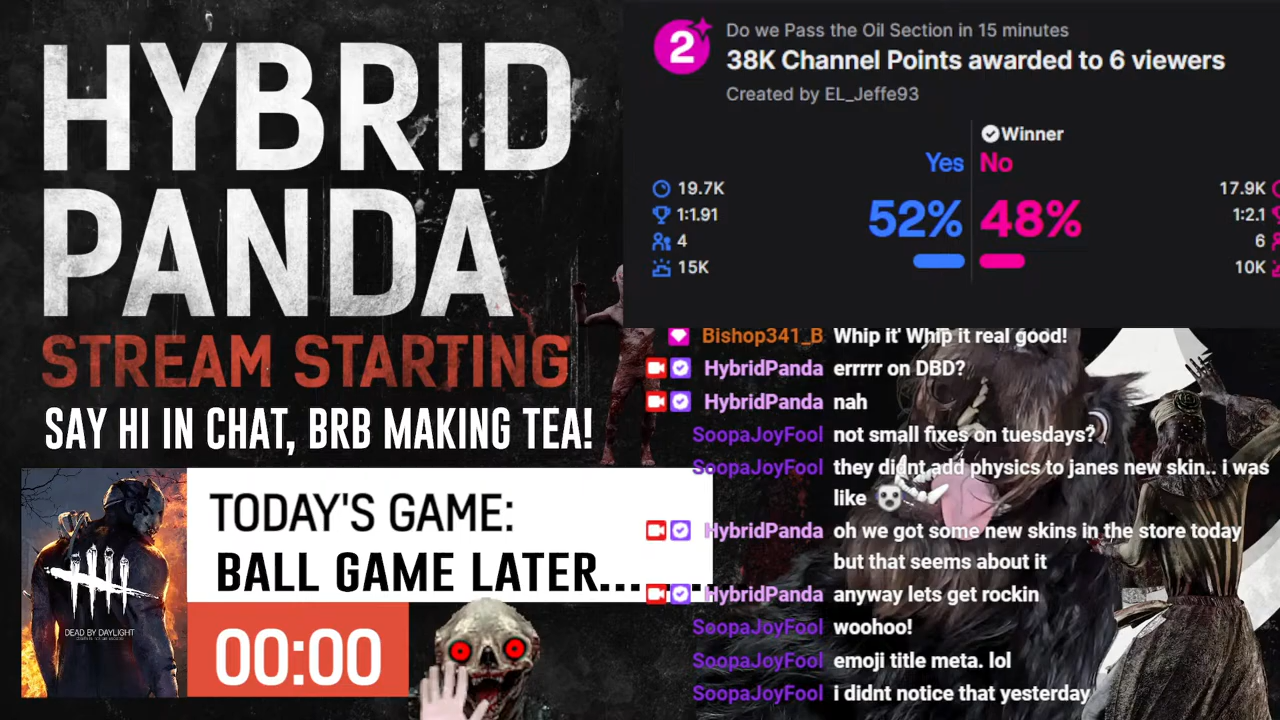 HYBRID
PANDA
STREAM STARTING
SAY HI IN CHAT, BRB MAKING TEA!
DEAD BY DAYLIGHT
TODAY'S GAME:
BALL GAME LATER...
00:00
2
Do we Pass the Oil Section in 15 minutes
38K Channel Points awarded to 6 viewers
Created by EL_Jeffe93
Winner
Yes No
19.7K 52% 48% 17.9K
1:1.91 1:2.1
4 6
15K 10K
Bishop341_B Whip it' Whip it real good!
HybridPanda errrrr on DBD?
HybridPanda nah
SoopaJoyFool not small fixes on tuesdays?
SoopaJoyFool they didnt add physics to janes new skin.. i was
like
HybridPanda oh we got some new skins in the store today
but that seems about it
HybridPanda anyway lets get rockin
SoopaJoyFool woohoo!
SoopaJoyFool emoji title meta. lol
SoopaJoyFool i didnt notice that yesterday